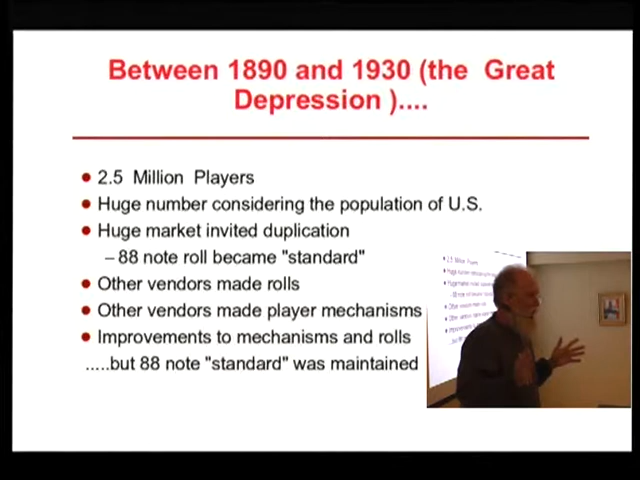 Between 1890 and 1930 (the Great
Depression )....
2.5 Million Players
Huge number considering the population of U.S.
Huge market invited duplication
– 88 note roll became "standard"
Other vendors made rolls
Other vendors made player mechanisms
Improvements to mechanisms and rolls
.....but 88 note "standard" was maintained